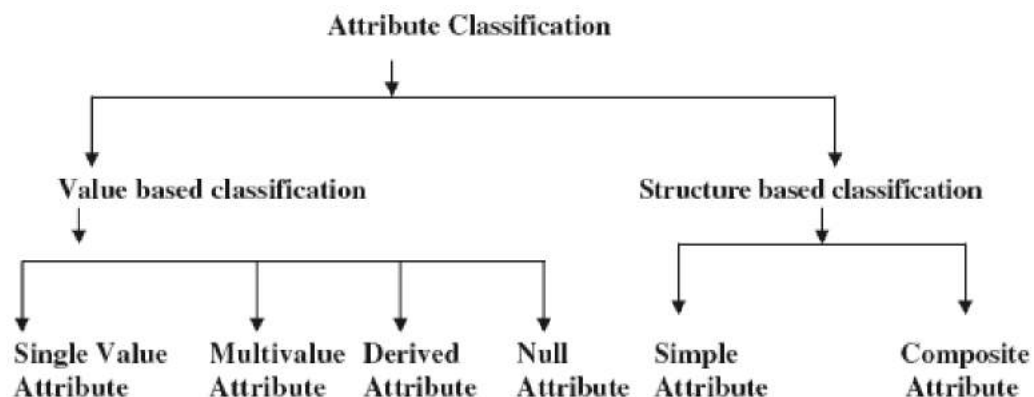 Attribute Classification
Value based classification
Structure based classification
Single Value Attribute
Multivalue Attribute
Derived Attribute
Null Attribute
Simple Attribute
Composite Attribute